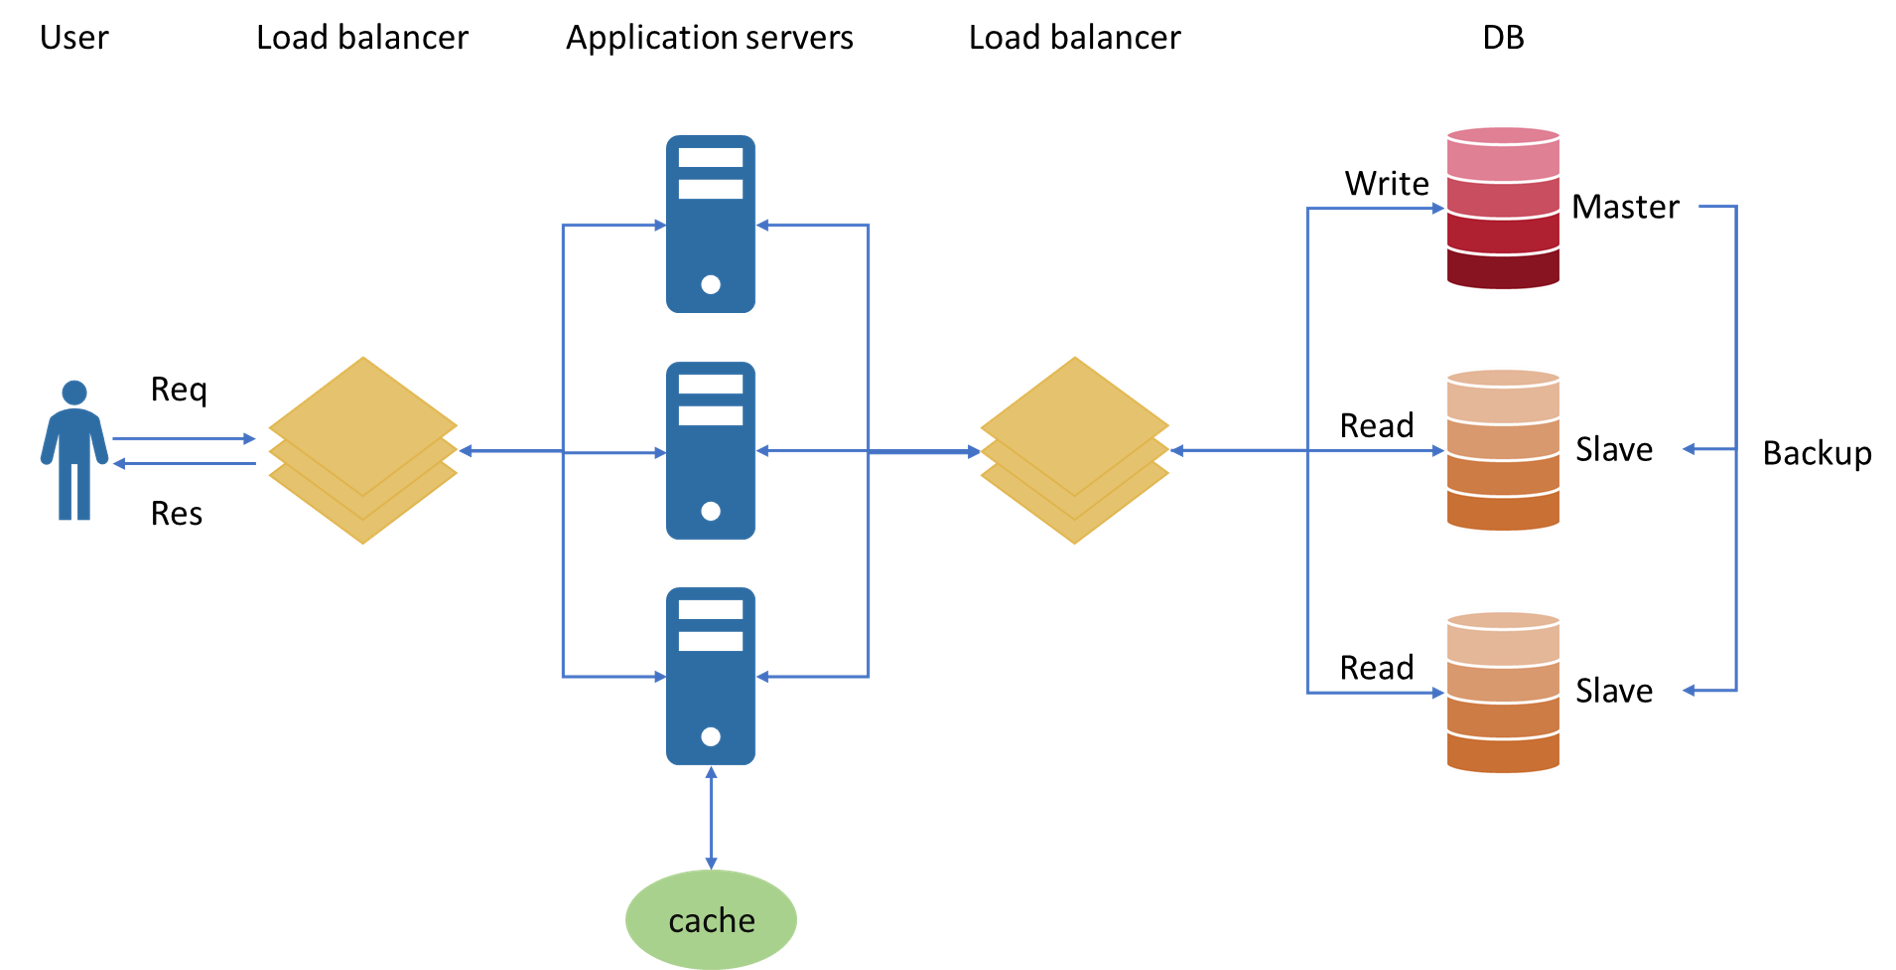 User
Load balancer
Application servers
Load balancer
DB
Write
Master
Req
Read
Slave
Backup
Res
Read
Slave
cache